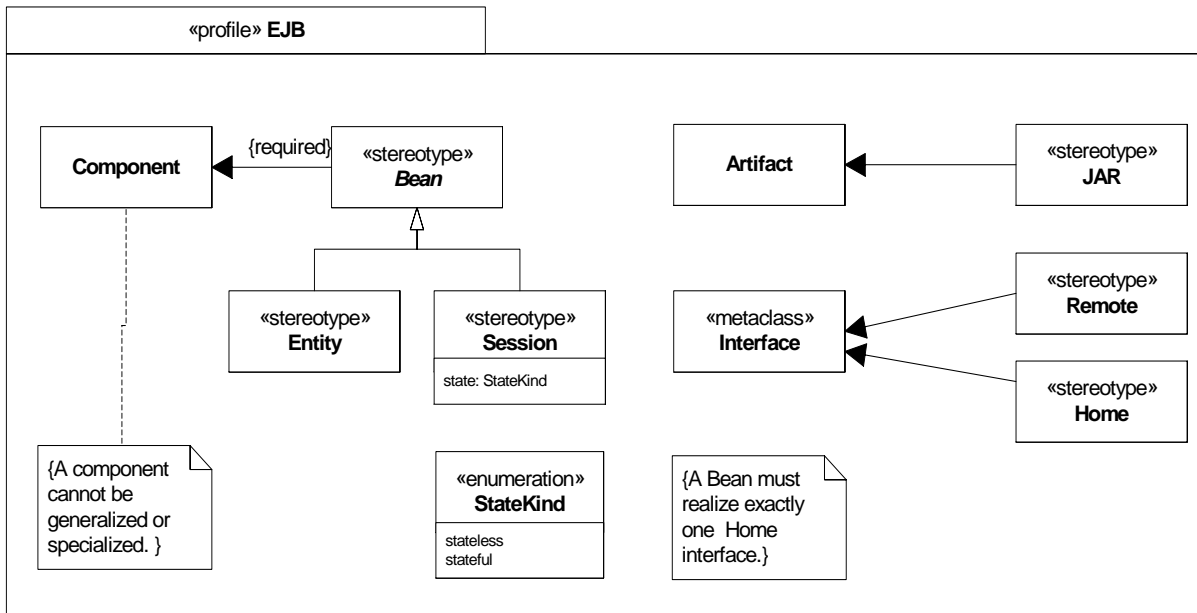 «profile» EJB
Component
{required}
«stereotype»
Bean
Artifact
«stereotype»
JAR
«stereotype»
Entity
«stereotype»
Session
state: StateKind
«metaclass»
Interface
«stereotype»
Remote
«stereotype»
Home
{A component
cannot be
generalized or
specialized. }
«enumeration»
StateKind
stateless
stateful
{A Bean must
realize exactly
one Home
interface.}